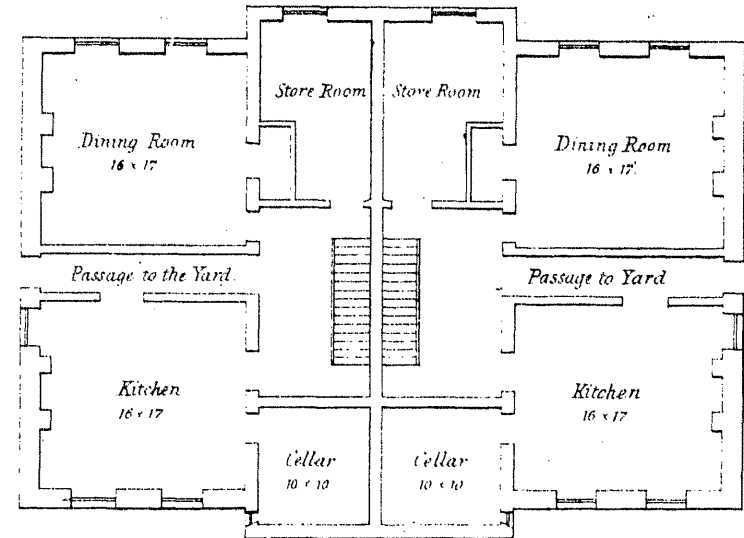 Store Room
Store Room
Dining Room
16 × 17
Dining Room
16 × 17.
Passage to the Yard.
Passage to Yard
Kitchen
16 × 17
Kitchen
16 × 17
Cellar
10 × 10
Cellar
10 × 10